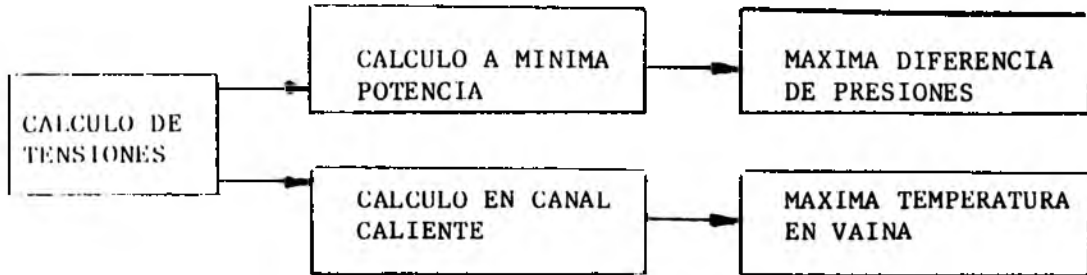 CALCULO A MINIMA
POTENCIA
MAXIMA DIFERENCIA
DE PRESIONES
CALCULO DE
TENSIONES
CALCULO EN CANAL
CALIENTE
MAXIMA TEMPERATURA
EN VAINA